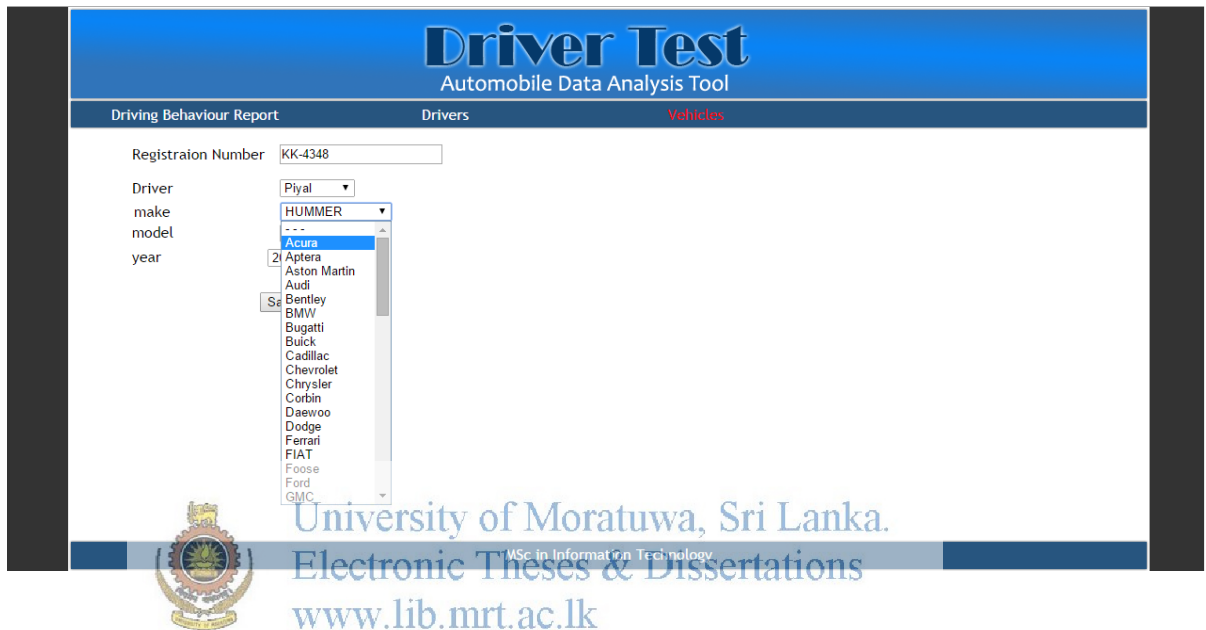 Driver Test
Automobile Data Analysis Tool
Driving Behaviour Report Drivers Vehicles
Registraion Number KK-4348
Driver Piyal
make HUMMER
model
year
- - -
Acura
Aptera
Aston Martin
Audi
Bentley
BMW
Bugatti
Buick
Cadillac
Chevrolet
Chrysler
Corbin
Daewoo
Dodge
Ferrari
FIAT
Foose
Ford
GMC
University of Moratuwa, Sri Lanka.
MSc in Information Technology
Electronic Theses & Dissertations
www.lib.mrt.ac.lk